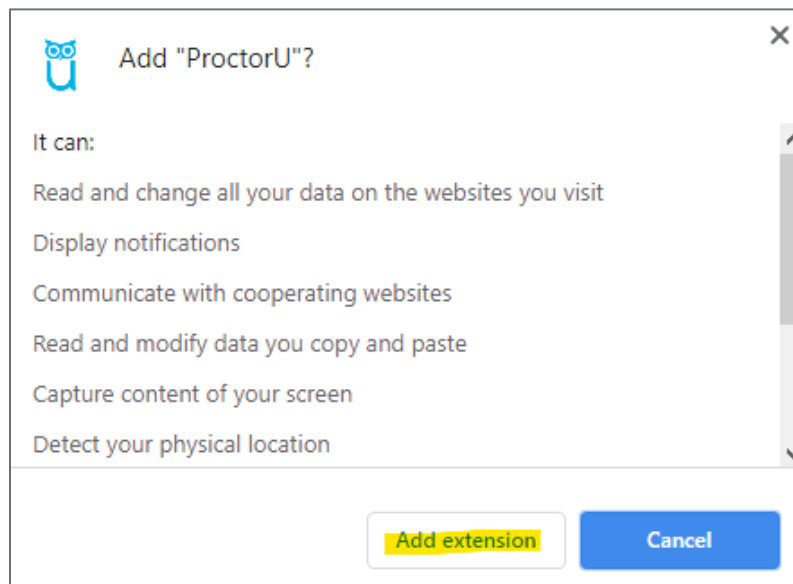 Add "ProctorU"?
It can:
Read and change all your data on the websites you visit
Display notifications
Communicate with cooperating websites
Read and modify data you copy and paste
Capture content of your screen
Detect your physical location
Add extension
Cancel